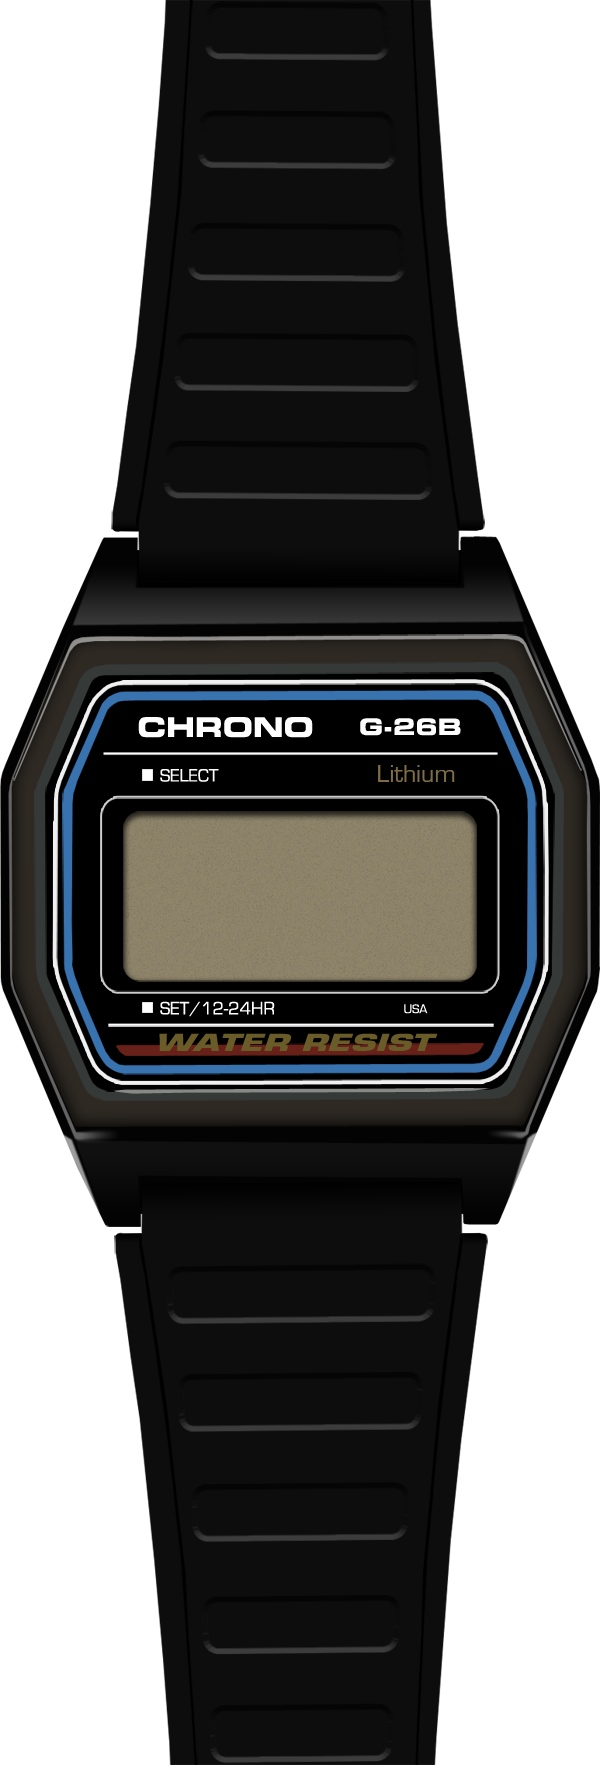 CHRONO G-26B
■ SELECT Lithium
■ SET/12-24HR USA
WATER RESIST